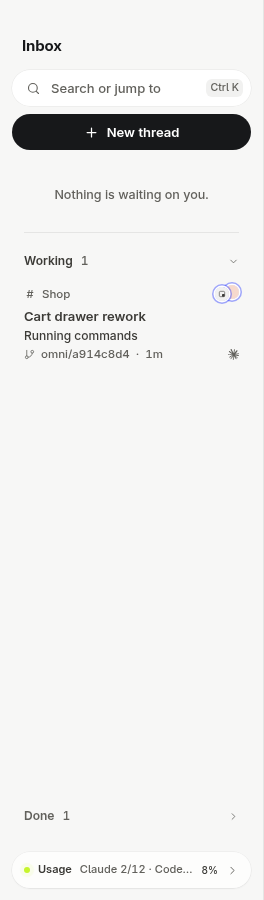 Inbox
Search or jump to Ctrl K
+ New thread
Nothing is waiting on you.
Working 1
# Shop
Cart drawer rework
Running commands
omni/a914c8d4 · 1m
Done 1
Usage Claude 2/12 · Code... 8%